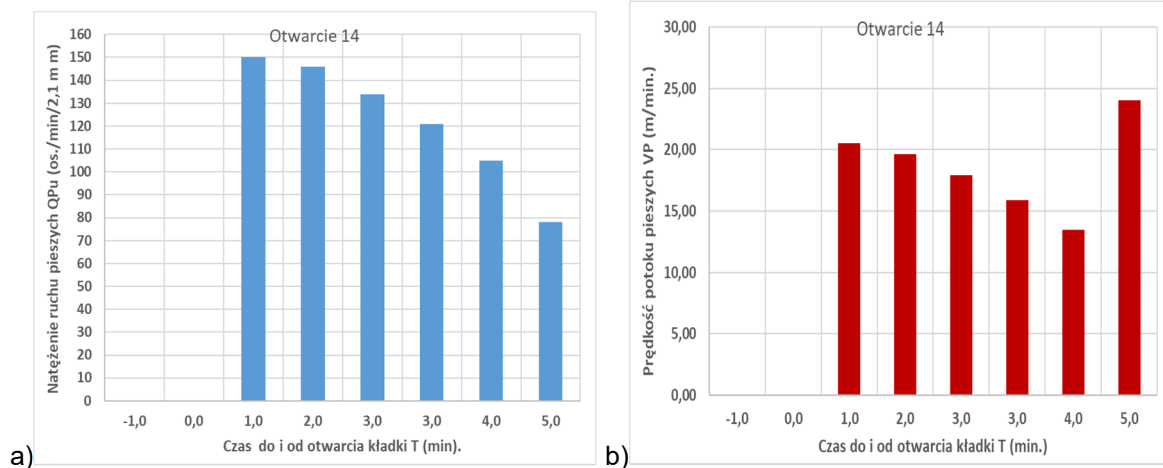 Otwarcie 14
Natężenie ruchu pieszych QPu (os./min/2,1 m m)
160
150
140
130
120
110
100
90
80
70
60
50
40
30
20
10
0
-1,0 0,0 1,0 2,0 3,0 3,0 4,0 5,0
Czas do i od otwarcia kładki T (min).
a)
Otwarcie 14
Prędkość potoku pieszych VP (m/min.)
30,00
25,00
20,00
15,00
10,00
5,00
0,00
-1,0 0,0 1,0 2,0 3,0 3,0 4,0 5,0
Czas do i od otwarcia kładki T (min.)
b)